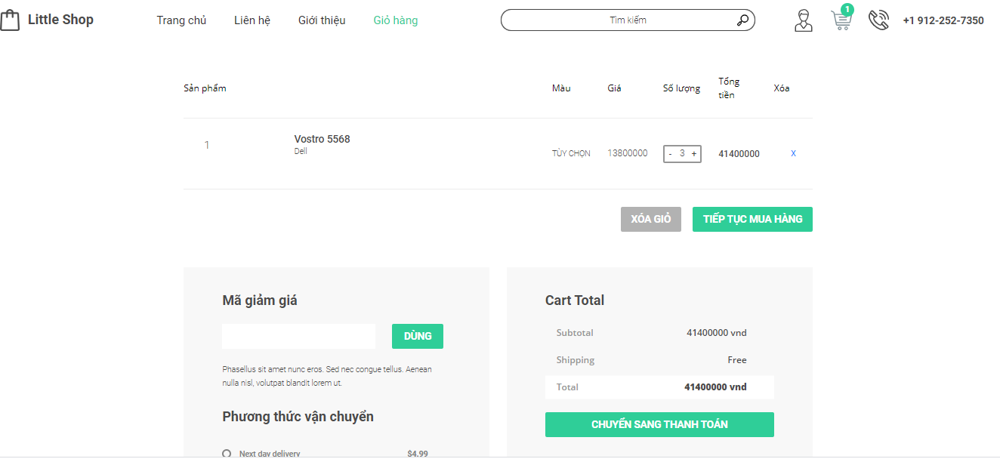 Little Shop
Trang chủ
Liên hệ
Giới thiệu
Giỏ hàng
Tìm kiếm
1
+1 912-252-7350
Sản phẩm
Màu
Giá
Số lượng
Tổng
tiền
Xóa
1
Vostro 5568
Dell
TÙY CHỌN
13800000
- 3 +
41400000
X
XÓA GIỎ
TIẾP TỤC MUA HÀNG
Mã giảm giá
DÙNG
Phasellus sit amet nunc eros. Sed nec congue tellus. Aenean
nulla nisl, volutpat blandit lorem ut.
Phương thức vận chuyển
Next day delivery
$4.99
Cart Total
Subtotal
41400000 vnd
Shipping
Free
Total
41400000 vnd
CHUYỂN SANG THANH TOÁN